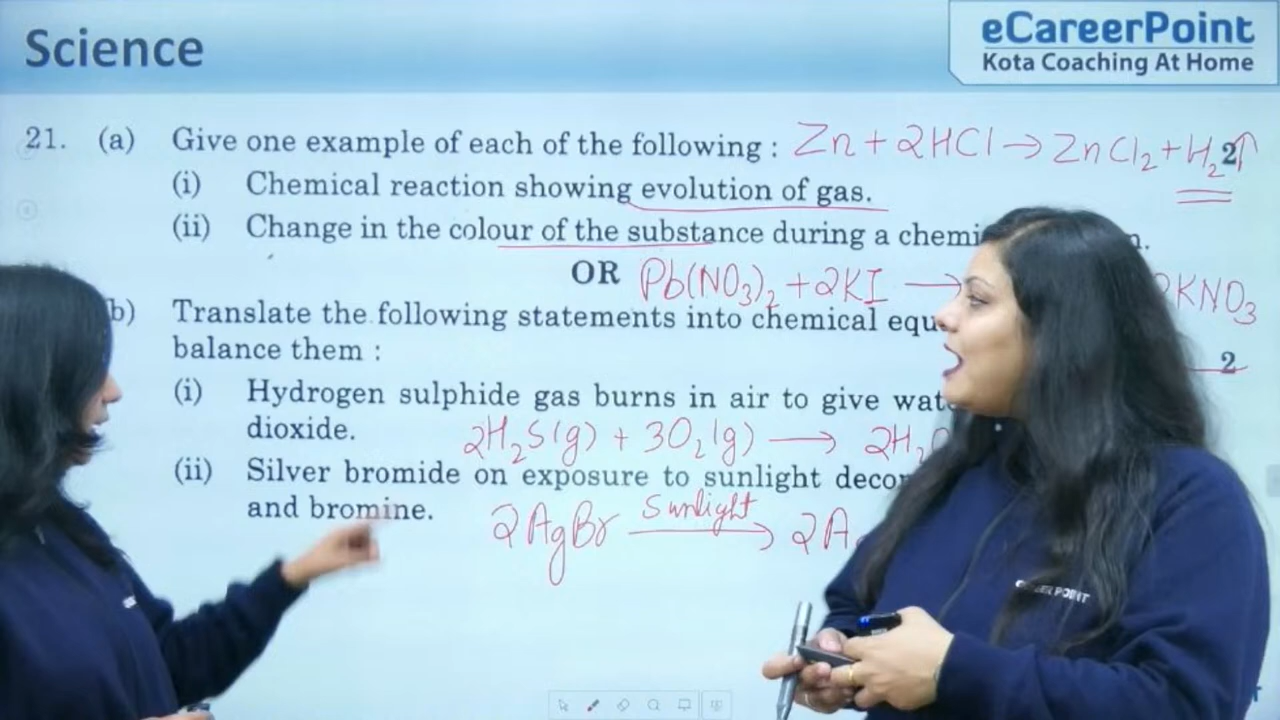 Science
eCareerPoint
Kota Coaching At Home
21. (a) Give one example of each of the following : Zn + 2HCl → ZnCl₂ + H₂↑ 2
(i) Chemical reaction showing evolution of gas.
(ii) Change in the colour of the substance during a chemi n.
OR Pb(NO₃)₂ + 2KI → 2KNO₃
b) Translate the following statements into chemical equ
balance them : 2
(i) Hydrogen sulphide gas burns in air to give wat
dioxide. 2H₂S(g) + 3O₂(g) → 2H₂O
(ii) Silver bromide on exposure to sunlight decom
and bromine. 2AgBr Sunlight → 2A
CAREER POINT